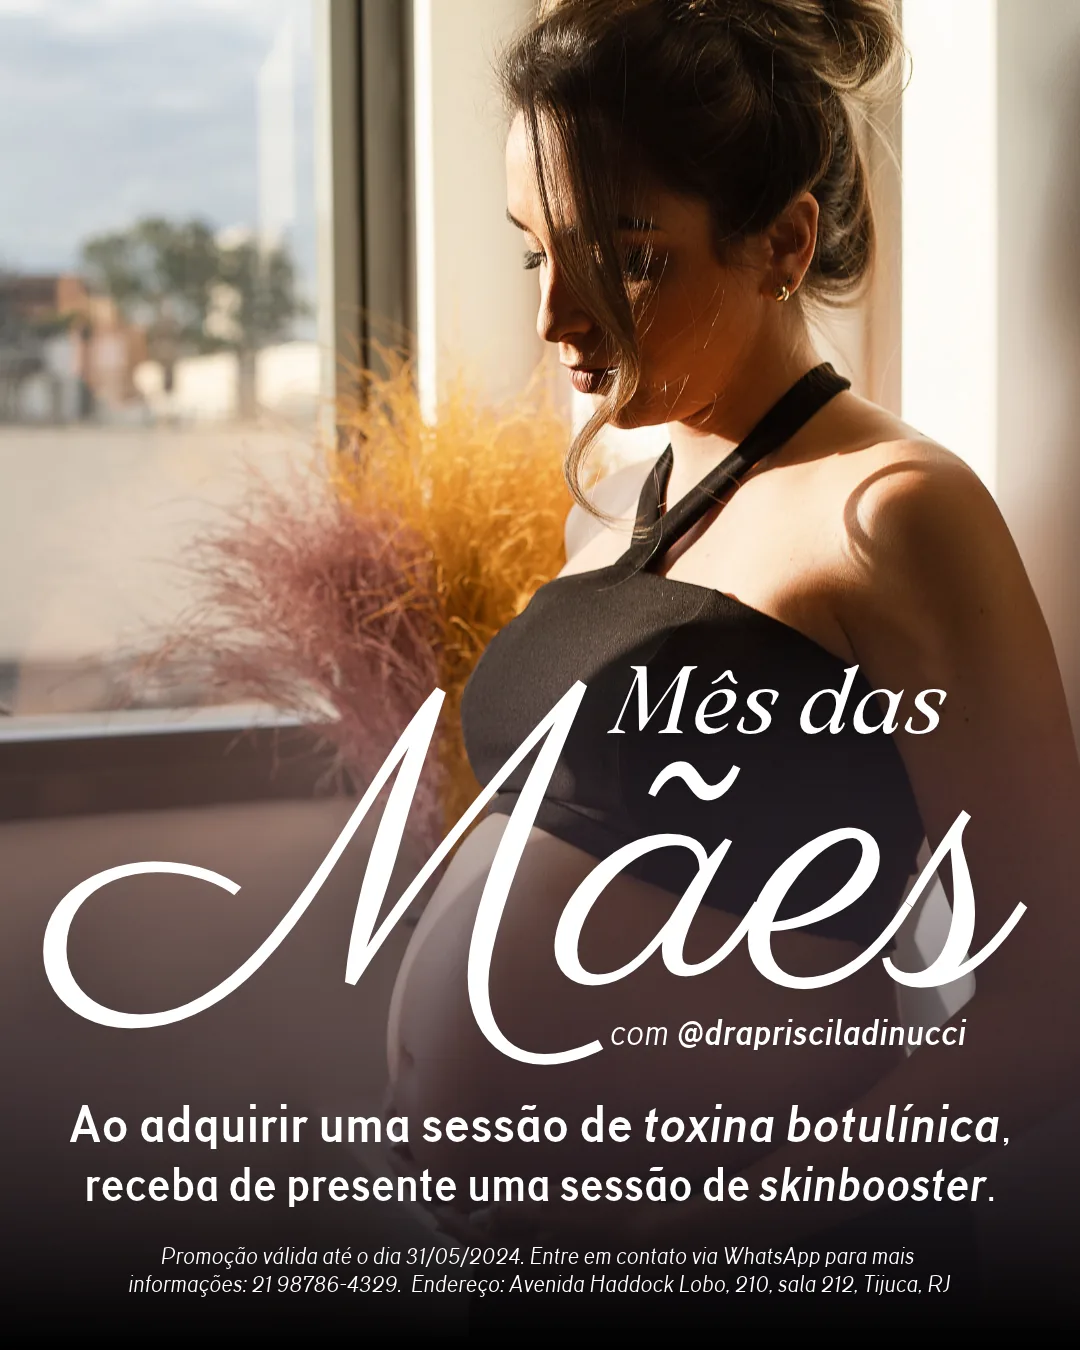 Mês das
Mães
com @draprisciladinucci
Ao adquirir uma sessão de toxina botulínica,
receba de presente uma sessão de skinbooster.
Promoção válida até o dia 31/05/2024. Entre em contato via WhatsApp para mais
informações: 21 98786-4329. Endereço: Avenida Haddock Lobo, 210, sala 212, Tijuca, RJ